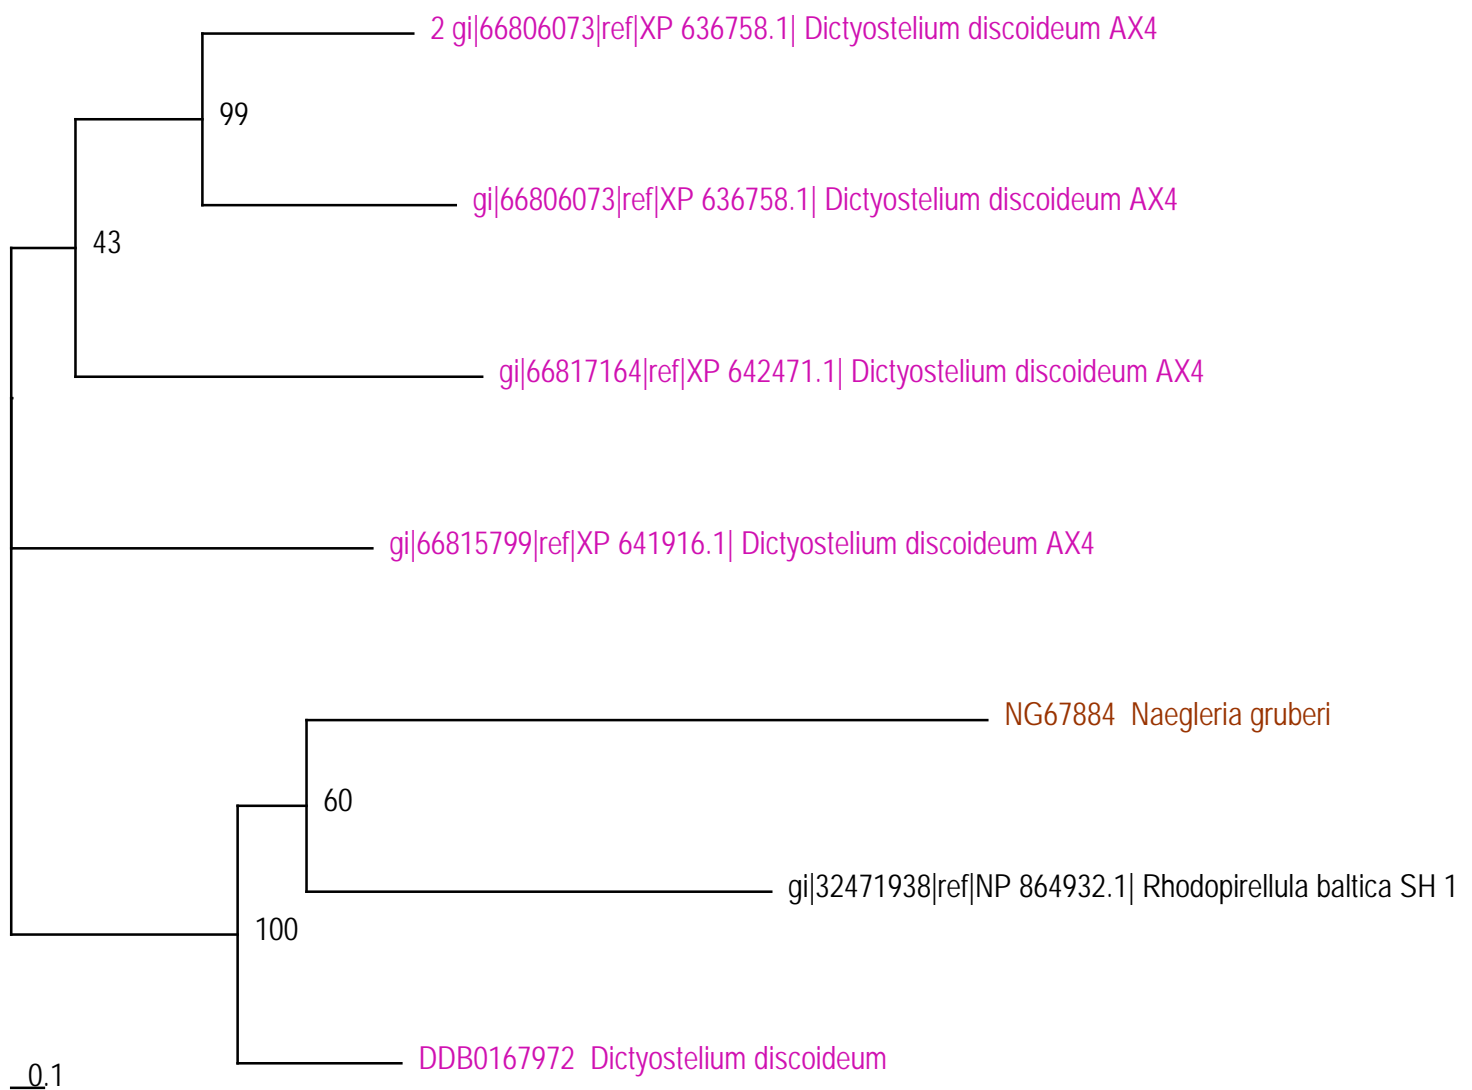 2 gi|66806073|ref|XP 636758.1| Dictyostelium discoideum AX4
99
gi|66806073|ref|XP 636758.1| Dictyostelium discoideum AX4
43
gi|66817164|ref|XP 642471.1| Dictyostelium discoideum AX4
gi|66815799|ref|XP 641916.1| Dictyostelium discoideum AX4
NG67884 Naegleria gruberi
60
gi|32471938|ref|NP 864932.1| Rhodopirellula baltica SH 1
100
DDB0167972 Dictyostelium discoideum
0.1